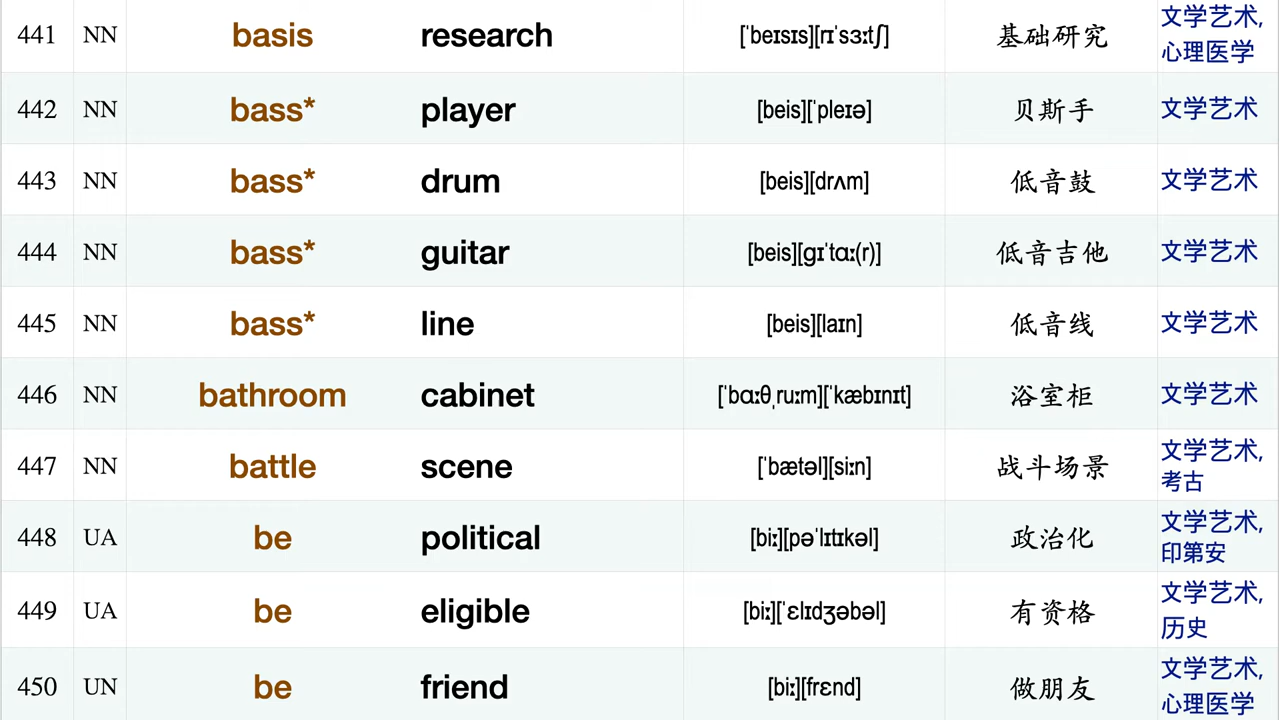 441 NN basis research [ˈbeɪsɪs][rɪˈsɜːtʃ] 基础研究 文学艺术, 心理医学
442 NN bass* player [beis][ˈpleɪə] 贝斯手 文学艺术
443 NN bass* drum [beis][drʌm] 低音鼓 文学艺术
444 NN bass* guitar [beis][ɡɪˈtɑː(r)] 低音吉他 文学艺术
445 NN bass* line [beis][laɪn] 低音线 文学艺术
446 NN bathroom cabinet [ˈbɑːθˌruːm][ˈkæbɪnɪt] 浴室柜 文学艺术
447 NN battle scene [ˈbætəl][siːn] 战斗场景 文学艺术, 考古
448 UA be political [biː][pəˈlɪtɪkəl] 政治化 文学艺术, 印第安
449 UA be eligible [biː][ˈɛlɪdʒəbəl] 有资格 文学艺术, 历史
450 UN be friend [biː][frɛnd] 做朋友 文学艺术, 心理医学